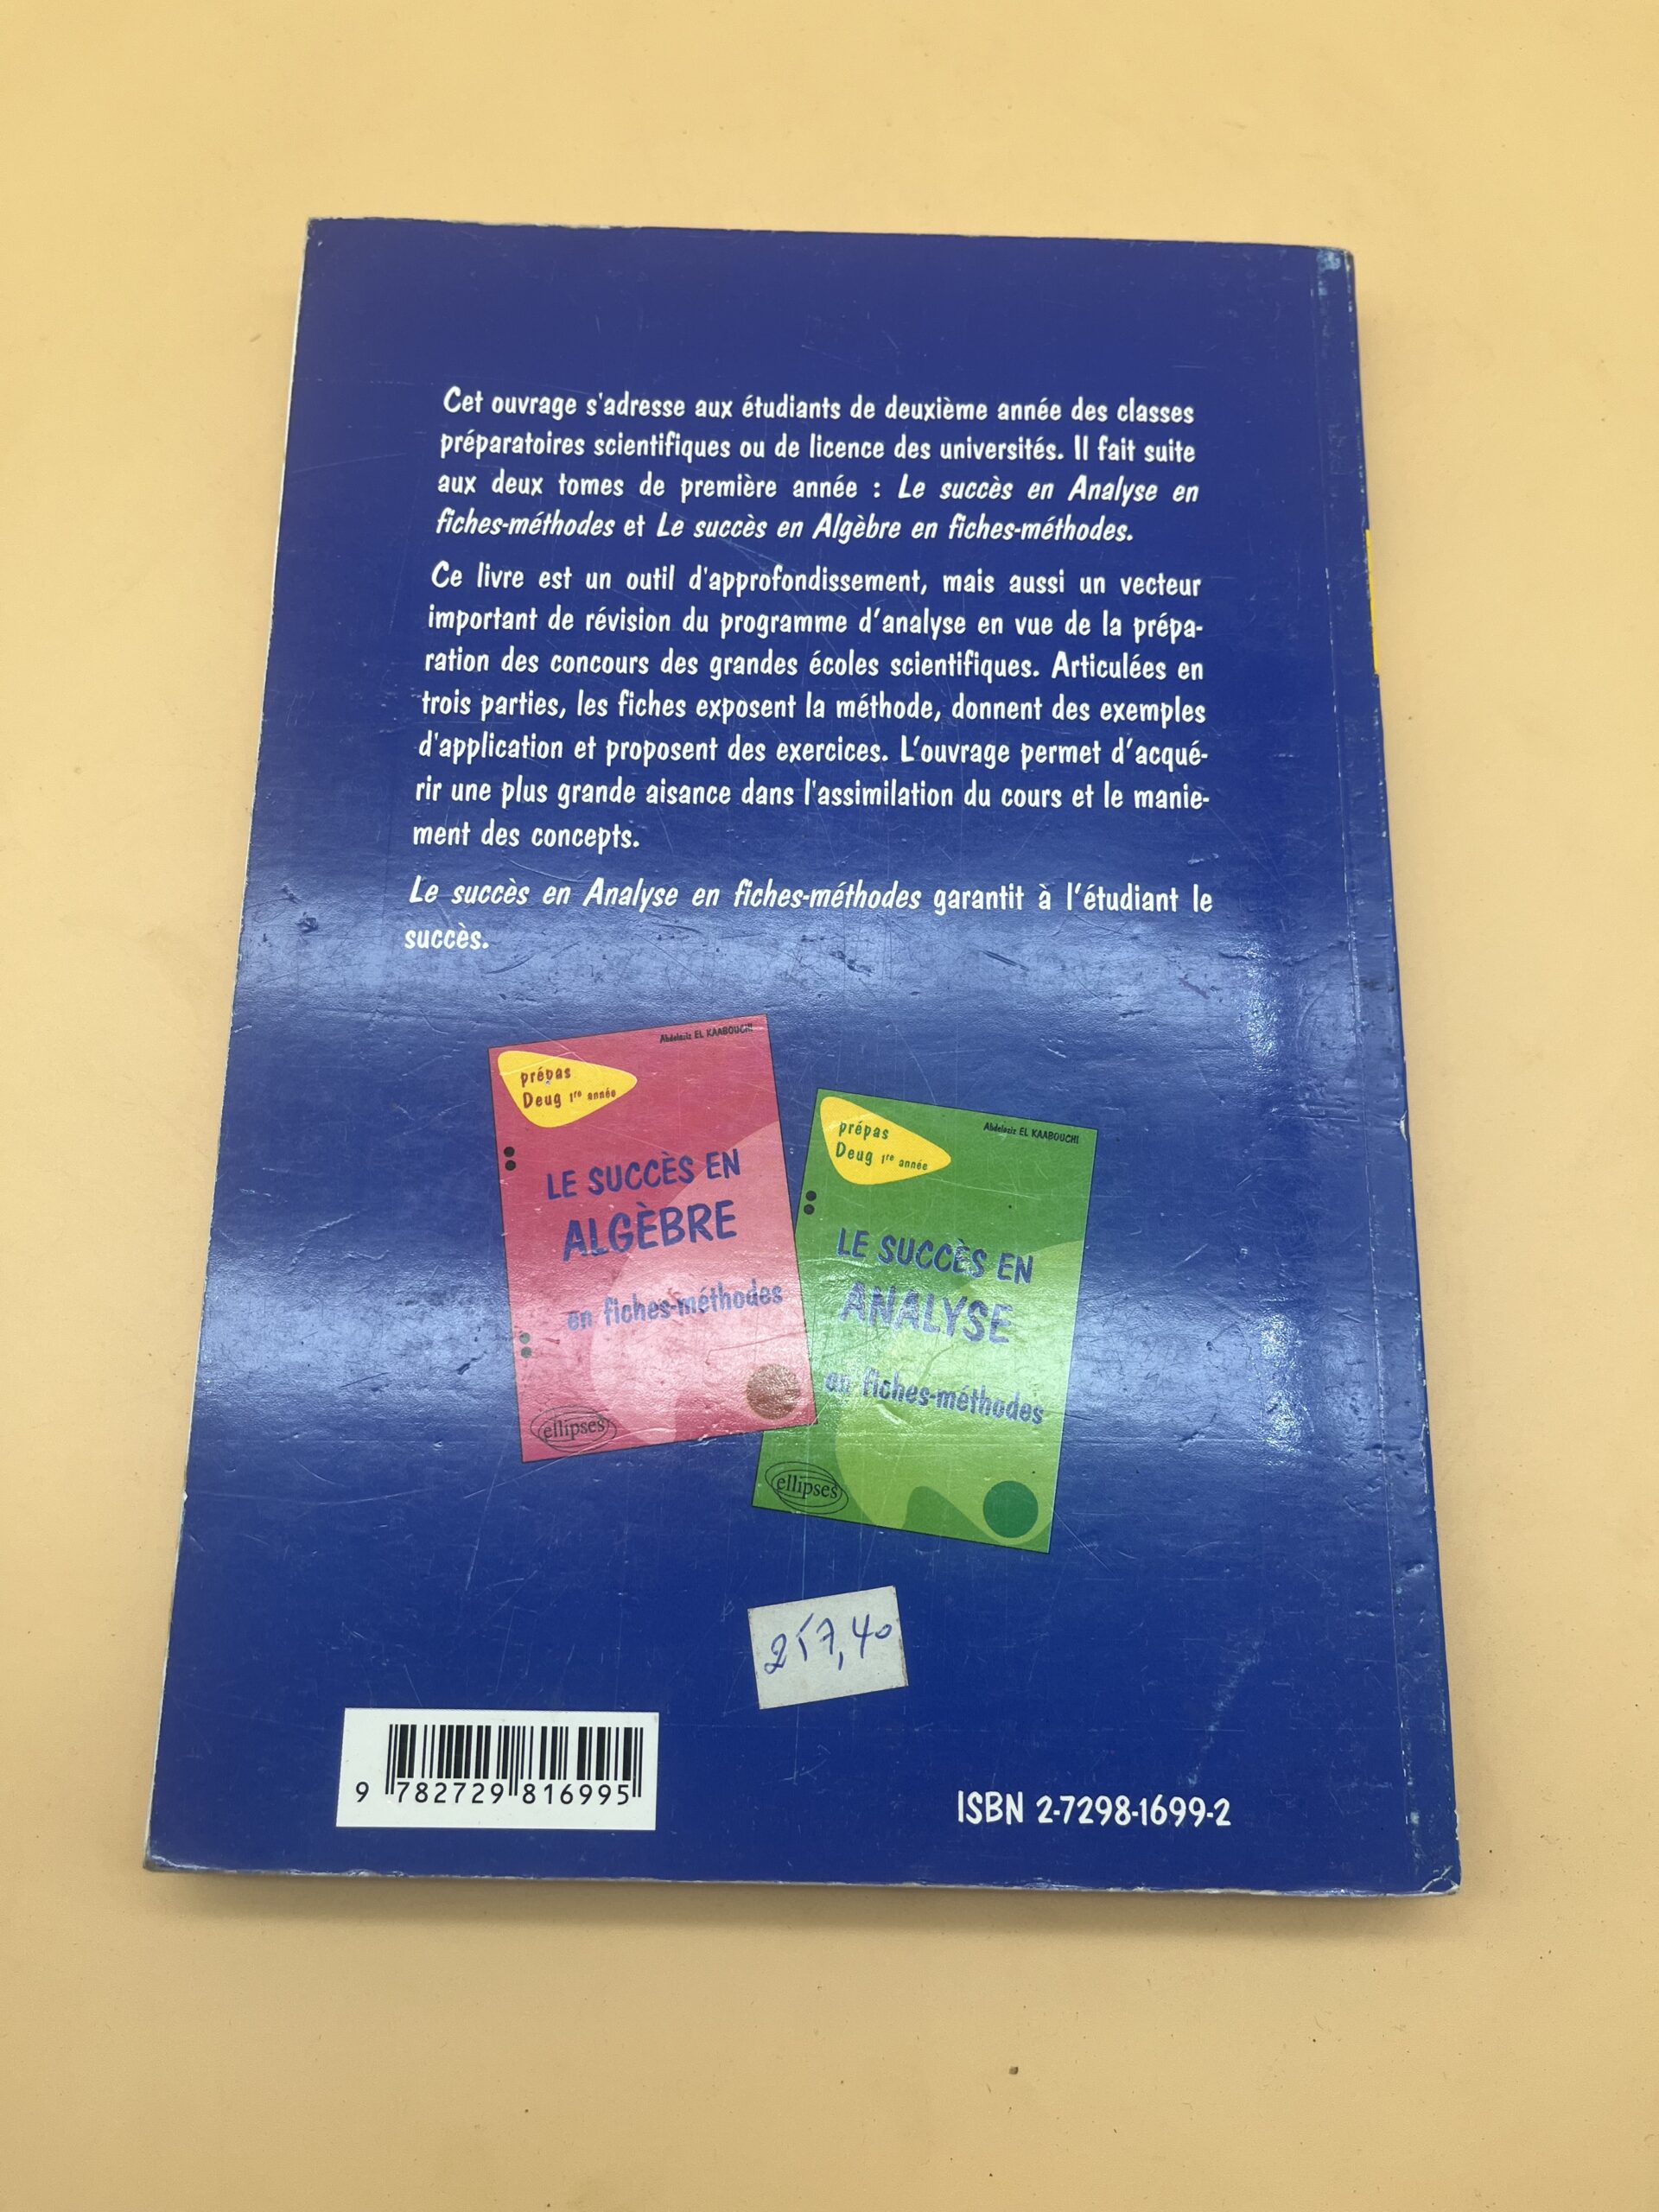 Cet ouvrage s'adresse aux étudiants de deuxième année des classes
préparatoires scientifiques ou de licence des universités. Il fait suite
aux deux tomes de première année : Le succès en Analyse en
fiches-méthodes et Le succès en Algèbre en fiches-méthodes.
Ce livre est un outil d'approfondissement, mais aussi un vecteur
important de révision du programme d’analyse en vue de la prépa-
ration des concours des grandes écoles scientifiques. Articulées en
trois parties, les fiches exposent la méthode, donnent des exemples
d'application et proposent des exercices. L’ouvrage permet d’acqué-
rir une plus grande aisance dans l'assimilation du cours et le manie-
ment des concepts.
Le succès en Analyse en fiches-méthodes garantit à l’étudiant le
succès.
Abdelaziz EL KAABOUCHI
prépas
Deug 1re année
LE SUCCÈS EN
ALGÈBRE
en fiches-méthodes
ellipses
Abdelaziz EL KAABOUCHI
prépas
Deug 1re année
LE SUCCÈS EN
ANALYSE
en fiches-méthodes
ellipses
257,40
9 782729 816995
ISBN 2-7298-1699-2